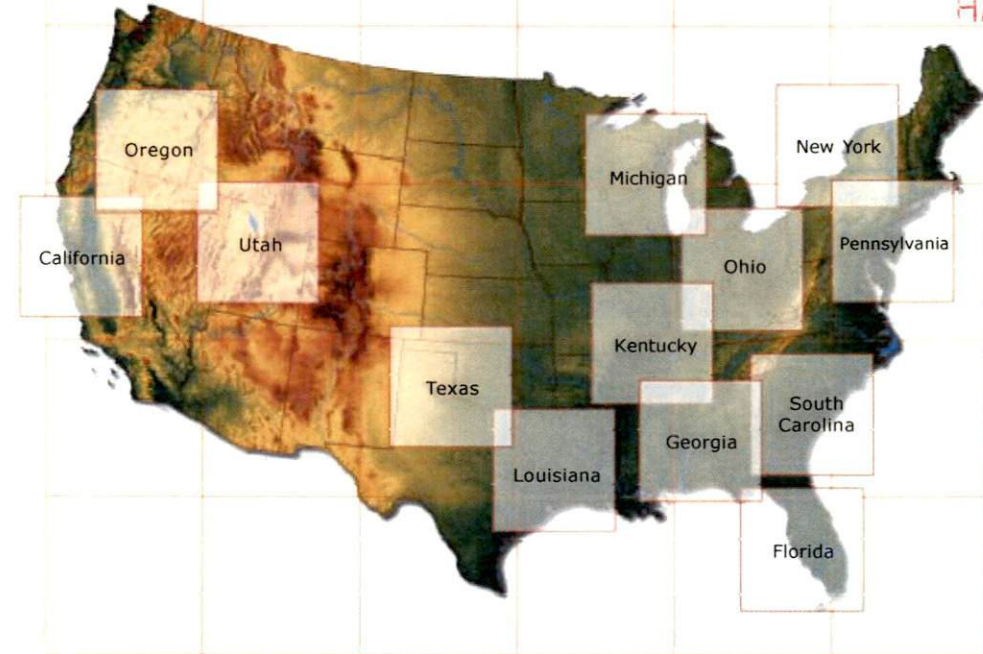 New York
Oregon
Michigan
Pennsylvania
Utah
California
Ohio
Kentucky
Texas
South
Carolina
Georgia
Louisiana
Florida